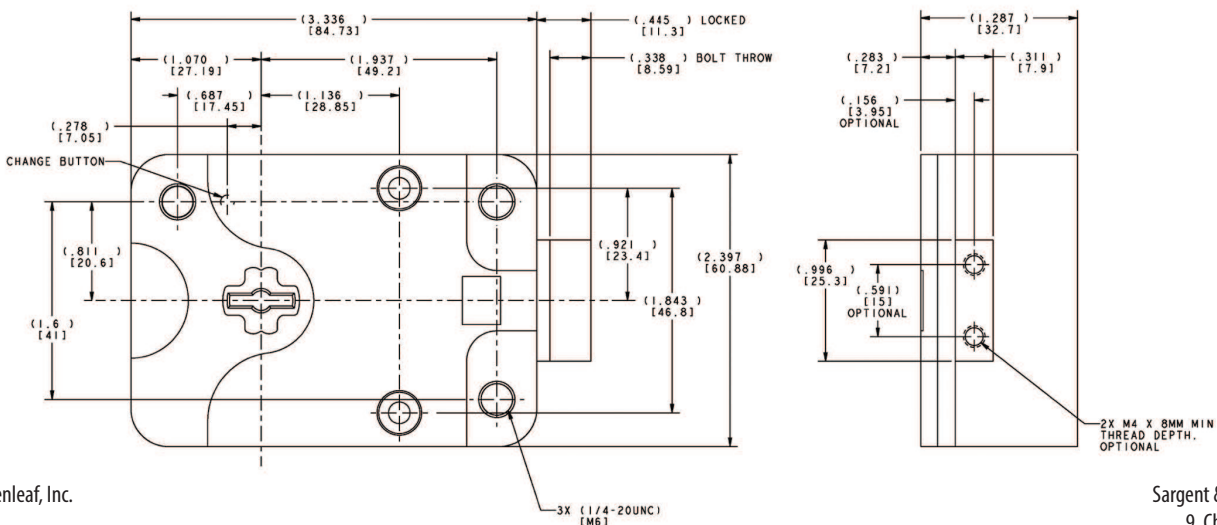 (3.336 )
[84.73]
(.445 ) LOCKED
[11.3]
(1.070 )
[27.19]
(1.937 )
[49.2]
(.338 ) BOLT THROW
[8.59]
(.687 )
[17.45]
(1.136 )
[28.85]
(.278 )
[7.05]
CHANGE BUTTON
(.811 )
[20.6]
(1.6 )
[41]
(.921 )
[23.4]
(2.397 )
[60.88]
(1.843 )
[46.8]
3X (1/4-20UNC)
[M6]
(1.287 )
[32.7]
(.283 )
[7.2]
(.311 )
[7.9]
(.156 )
[3.95]
OPTIONAL
(.996 )
[25.3]
(.591 )
[15]
OPTIONAL
2X M4 X 8MM MIN
THREAD DEPTH.
OPTIONAL
enleaf, Inc.
Sargent &
9 Ch